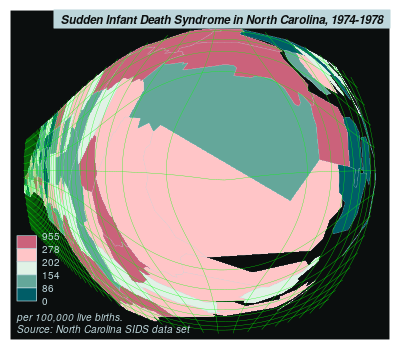 Sudden Infant Death Syndrome in North Carolina, 1974-1978
955
276
202
154
86
0
per 100,000 live births.
Source: North Carolina SIDS data set